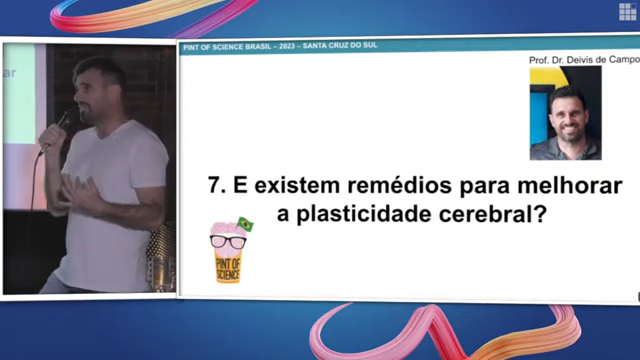 PINT OF SCIENCE BRASIL – 2023 – SANTA CRUZ DO SUL
Prof. Dr. Deivis de Campo
ar
7. E existem remédios para melhorar
a plasticidade cerebral?
PINT OF
SCIENCE